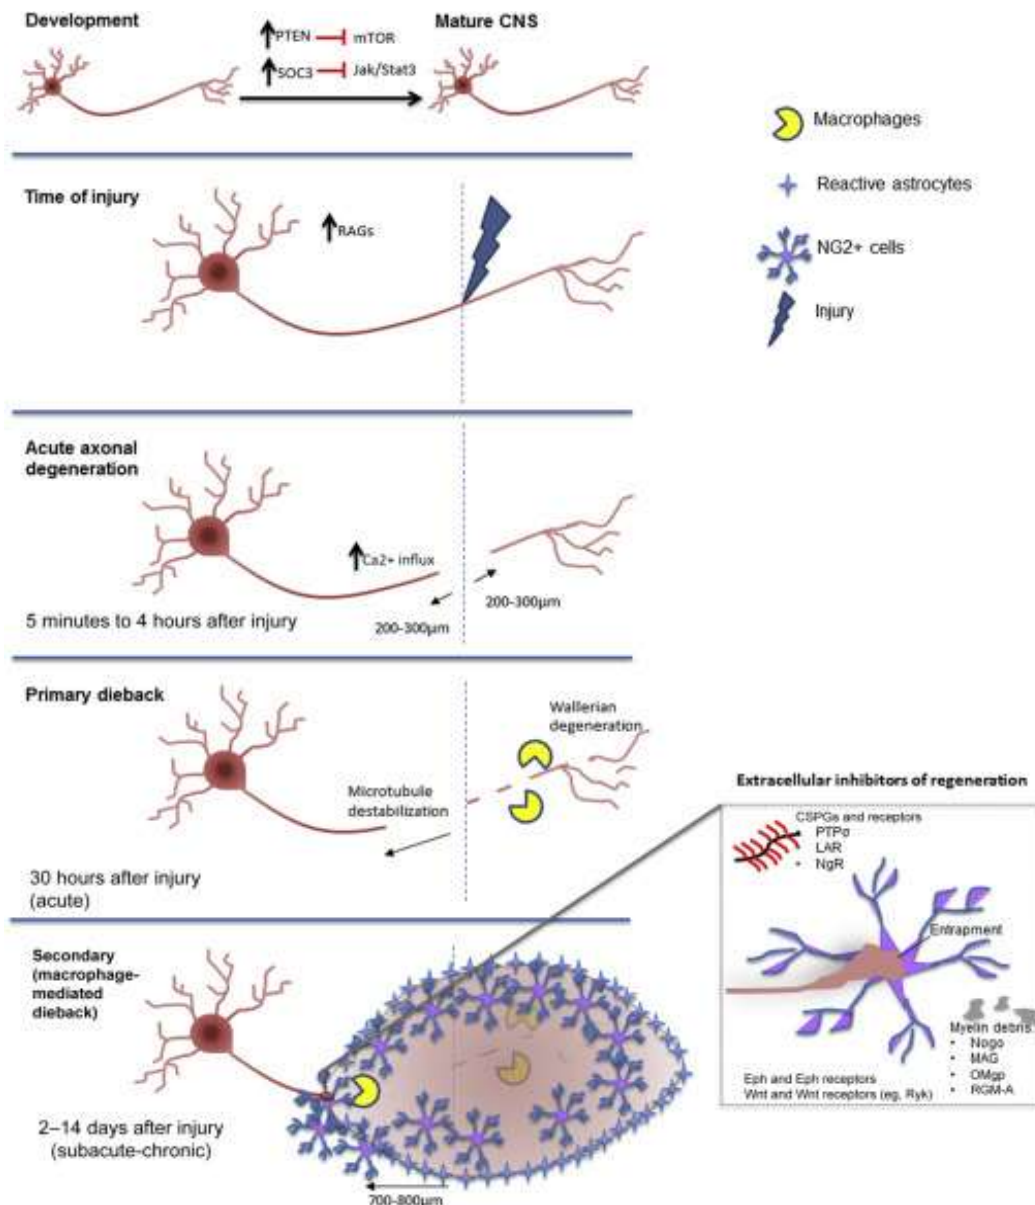 Development
Mature CNS
PTEN
mTOR
SOC3
Jak/Stat3
Macrophages
Reactive astrocytes
NG2+ cells
Injury
Time of injury
RAGs
Acute axonal
degeneration
Ca2+ influx
200-300µm
200-300µm
5 minutes to 4 hours after injury
Primary dieback
Wallerian
degeneration
Microtubule
destabilization
30 hours after injury
(acute)
Secondary
(macrophage-
mediated
dieback)
2–14 days after injury
(subacute-chronic)
700-800µm
Extracellular inhibitors of regeneration
CSPGs and receptors
• PTPσ
• LAR
• NgR
Entrapment
Myelin debris
• Nogo
• MAG
• OMgp
• RGM-A
Eph and Eph receptors
Wnt and Wnt receptors (eg, Ryk)